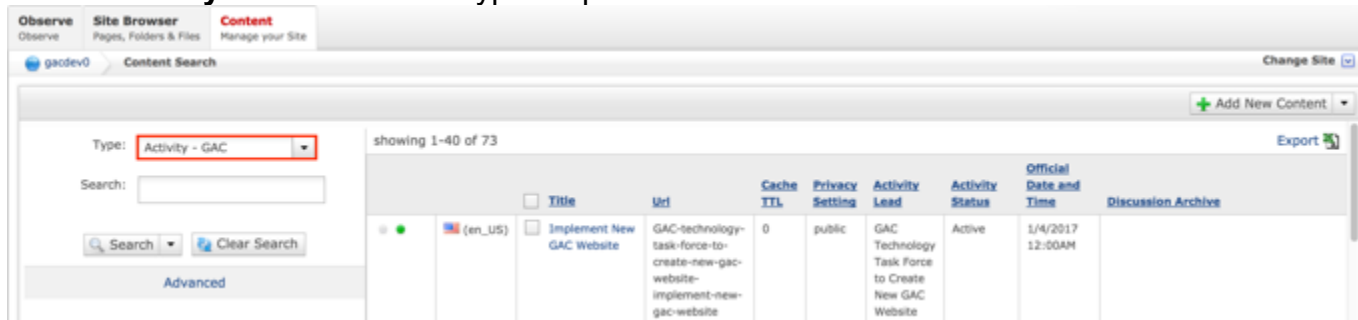 Observe Site Browser Content
Observe Pages, Folders & Files Manage your Site
gacdev0 Content Search Change Site
Add New Content
Type: Activity - GAC
showing 1-40 of 73
Export
Search:
Search
Clear Search
Advanced
Title
Url
Cache
TTL
Privacy
Setting
Activity
Lead
Activity
Status
Official
Date and
Time
Discussion Archive
(en_US)
Implement New
GAC Website
GAC-technology-
task-force-to-
create-new-gac-
website-
implement-new-
gac-website
0
public
GAC
Technology
Task Force
to Create
New GAC
Website
Active
1/4/2017
12:00AM